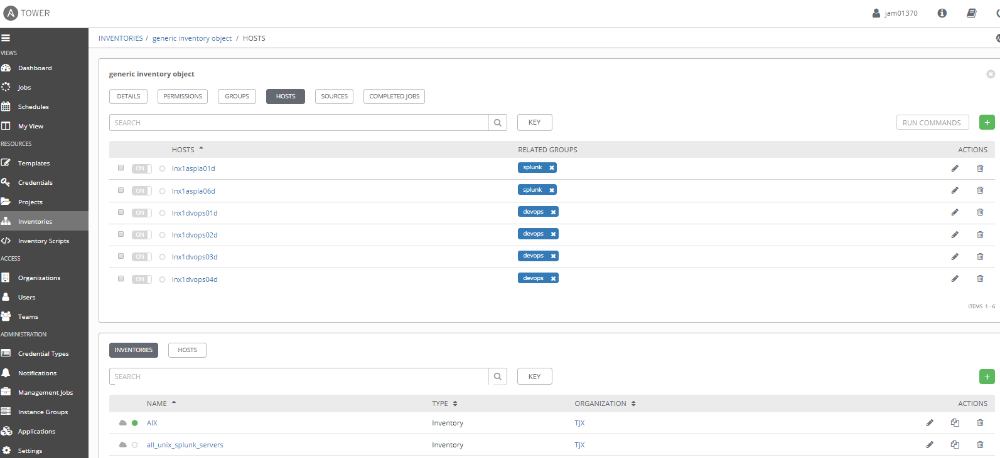 A TOWER
jam01370
INVENTORIES / generic inventory object / HOSTS
VIEWS
Dashboard
Jobs
Schedules
My View
RESOURCES
Templates
Credentials
Projects
Inventories
Inventory Scripts
ACCESS
Organizations
Users
Teams
ADMINISTRATION
Credential Types
Notifications
Management Jobs
Instance Groups
Applications
Settings
generic inventory object
DETAILS PERMISSIONS GROUPS HOSTS SOURCES COMPLETED JOBS
SEARCH KEY RUN COMMANDS +
HOSTS RELATED GROUPS ACTIONS
ON lnx1aspla01d splunk x
ON lnx1aspla06d splunk x
ON lnx1dvops01d devops x
ON lnx1dvops02d devops x
ON lnx1dvops03d devops x
ON lnx1dvops04d devops x
ITEMS 1 - 6
INVENTORIES HOSTS
SEARCH KEY +
NAME TYPE ORGANIZATION ACTIONS
AIX Inventory TJX
all_unix_splunk_servers Inventory TJX